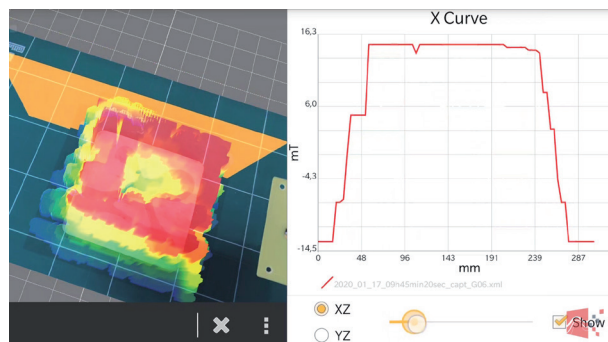 X Curve
16,3
6,0
mT
-4,3
-14,5
0 48 96 143 191 239 287
mm
2020_01_17_09h45min20sec_capt_G06.xml
XZ
Show
YZ